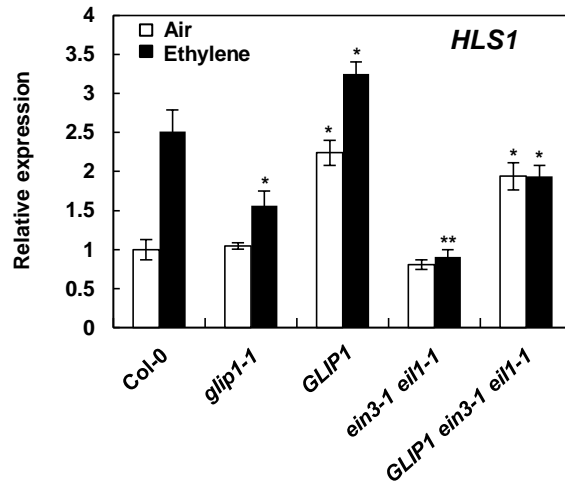 Air
Ethylene
HLS1
Relative expression
4
3.5
3
2.5
2
1.5
1
0.5
0
*
*
*
**
*
*
Col-0
glip1-1
GLIP1
ein3-1 eil1-1
GLIP1 ein3-1 eil1-1